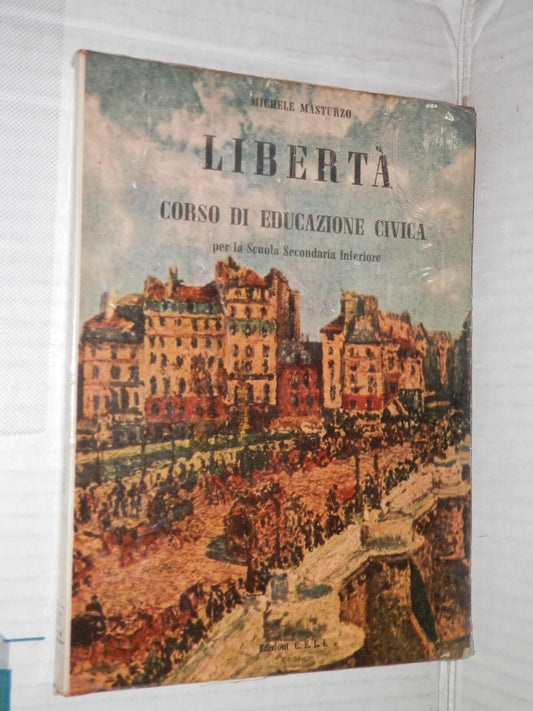 MICHELE MASTURZO
LIBERTÀ
CORSO DI EDUCAZIONE CIVICA
per la Scuola Secondaria Inferiore
Edizioni C. E. L. I.